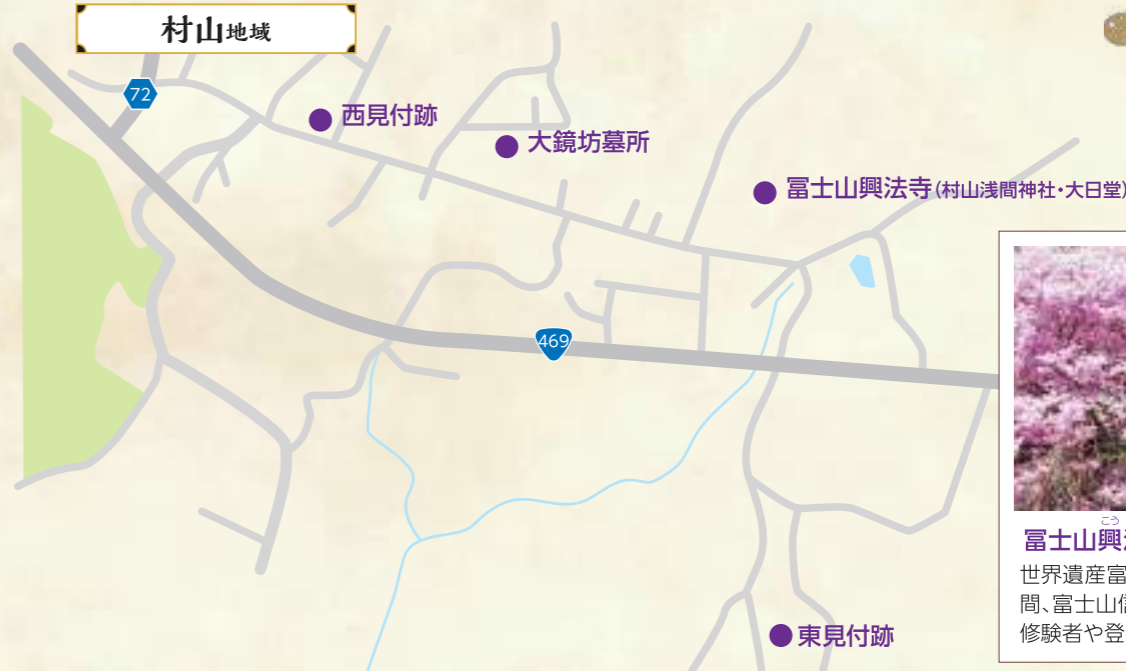 村山地域
72
西見付跡
大鏡坊墓所
冨士山興法寺(村山浅間神社・大日堂)
469
東見付跡
こう
冨士山興
世界遺産富
間、富士山信
修験者や登